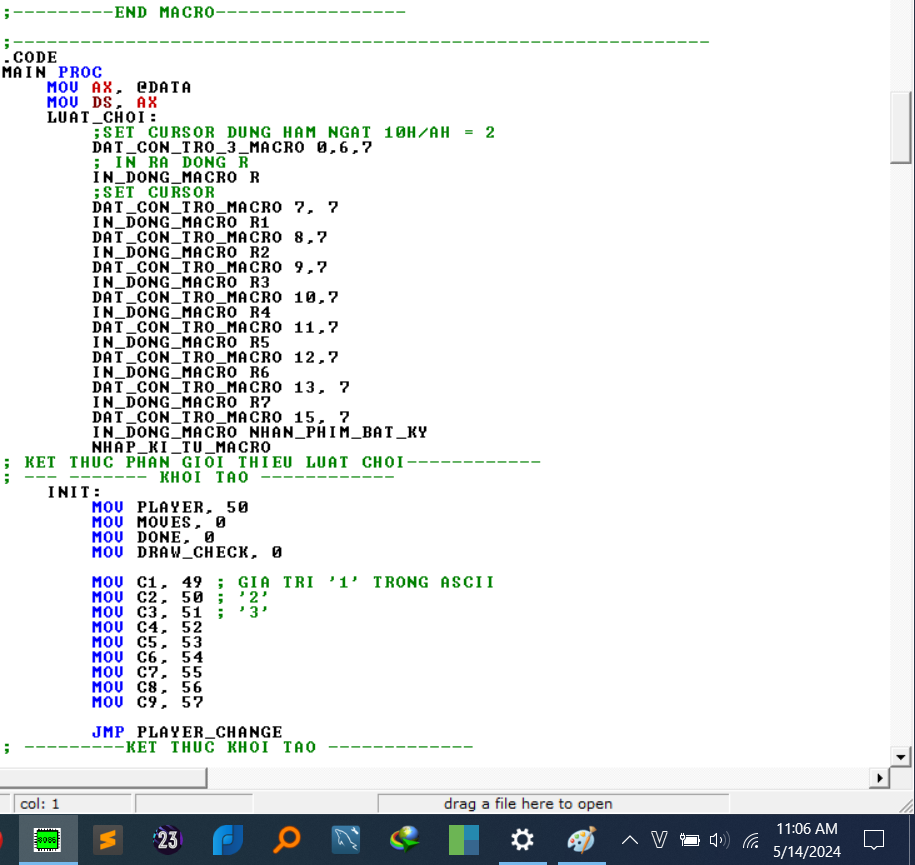 ;---------END MACRO-----------------
;--------------------------------------------------------------
.CODE
MAIN PROC
MOV AX, @DATA
MOV DS, AX
LUAT_CHOI:
;SET CURSOR DUNG HAM NGAT 10H/AH = 2
DAT_CON_TRO_3_MACRO 0,6,7
; IN RA DONG R
IN_DONG_MACRO R
;SET CURSOR
DAT_CON_TRO_MACRO 7, 7
IN_DONG_MACRO R1
DAT_CON_TRO_MACRO 8,7
IN_DONG_MACRO R2
DAT_CON_TRO_MACRO 9,7
IN_DONG_MACRO R3
DAT_CON_TRO_MACRO 10,7
IN_DONG_MACRO R4
DAT_CON_TRO_MACRO 11,7
IN_DONG_MACRO R5
DAT_CON_TRO_MACRO 12,7
IN_DONG_MACRO R6
DAT_CON_TRO_MACRO 13, 7
IN_DONG_MACRO R7
DAT_CON_TRO_MACRO 15, 7
IN_DONG_MACRO NHAN_PHIM_BAT_KY
NHAP_KI_TU_MACRO
; KET THUC PHAN GIOI THIEU LUAT CHOI------------
; --- ------- KHOI TAO ------------
INIT:
MOV PLAYER, 50
MOV MOVES, 0
MOV DONE, 0
MOV DRAW_CHECK, 0
MOV C1, 49 ; GIA TRI '1' TRONG ASCII
MOV C2, 50 ; '2'
MOV C3, 51 ; '3'
MOV C4, 52
MOV C5, 53
MOV C6, 54
MOV C7, 55
MOV C8, 56
MOV C9, 57
JMP PLAYER_CHANGE
; ---------KET THUC KHOI TAO -------------
col: 1
drag a file here to open
8086
23
V
11:06 AM
5/14/2024